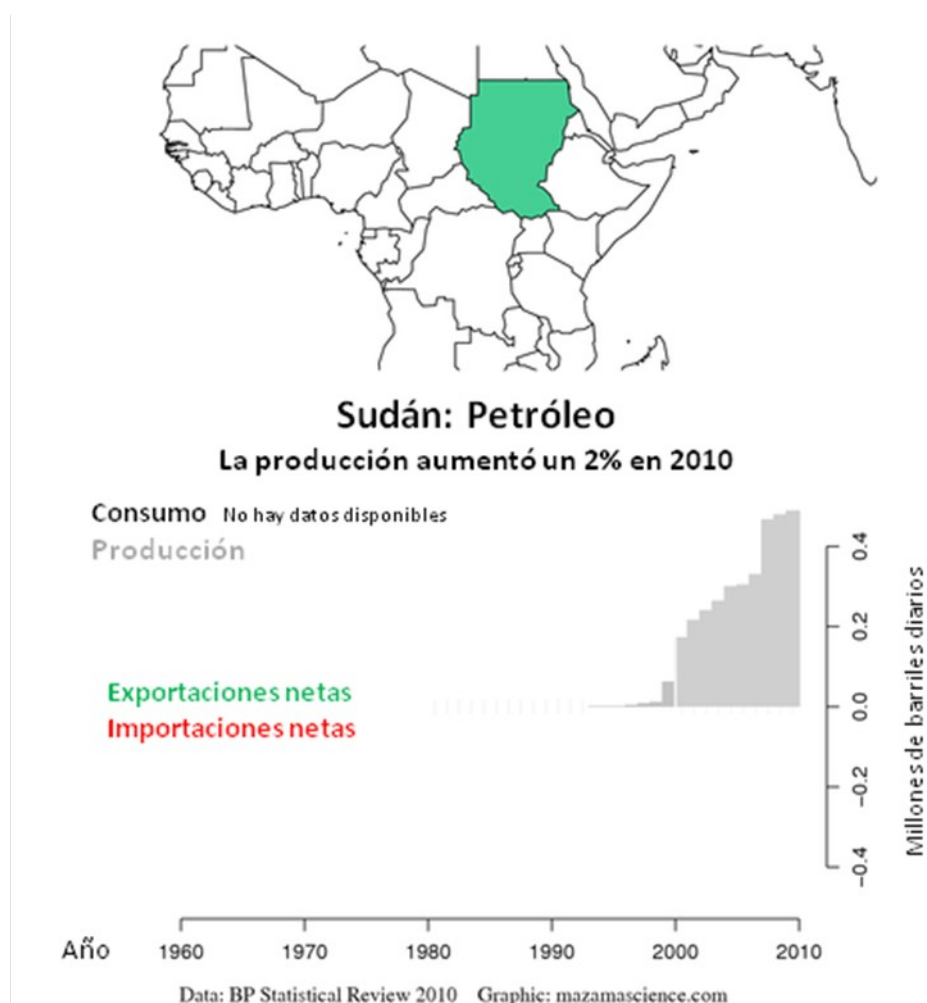 Sudán: Petróleo
La producción aumentó un 2% en 2010
Consumo No hay datos disponibles
Producción
Exportaciones netas
Importaciones netas
0.4
0.2
0.0
−0.2
−0.4
Millones de barriles diarios
Año 1960 1970 1980 1990 2000 2010
Data: BP Statistical Review 2010 Graphic: mazamascience.com